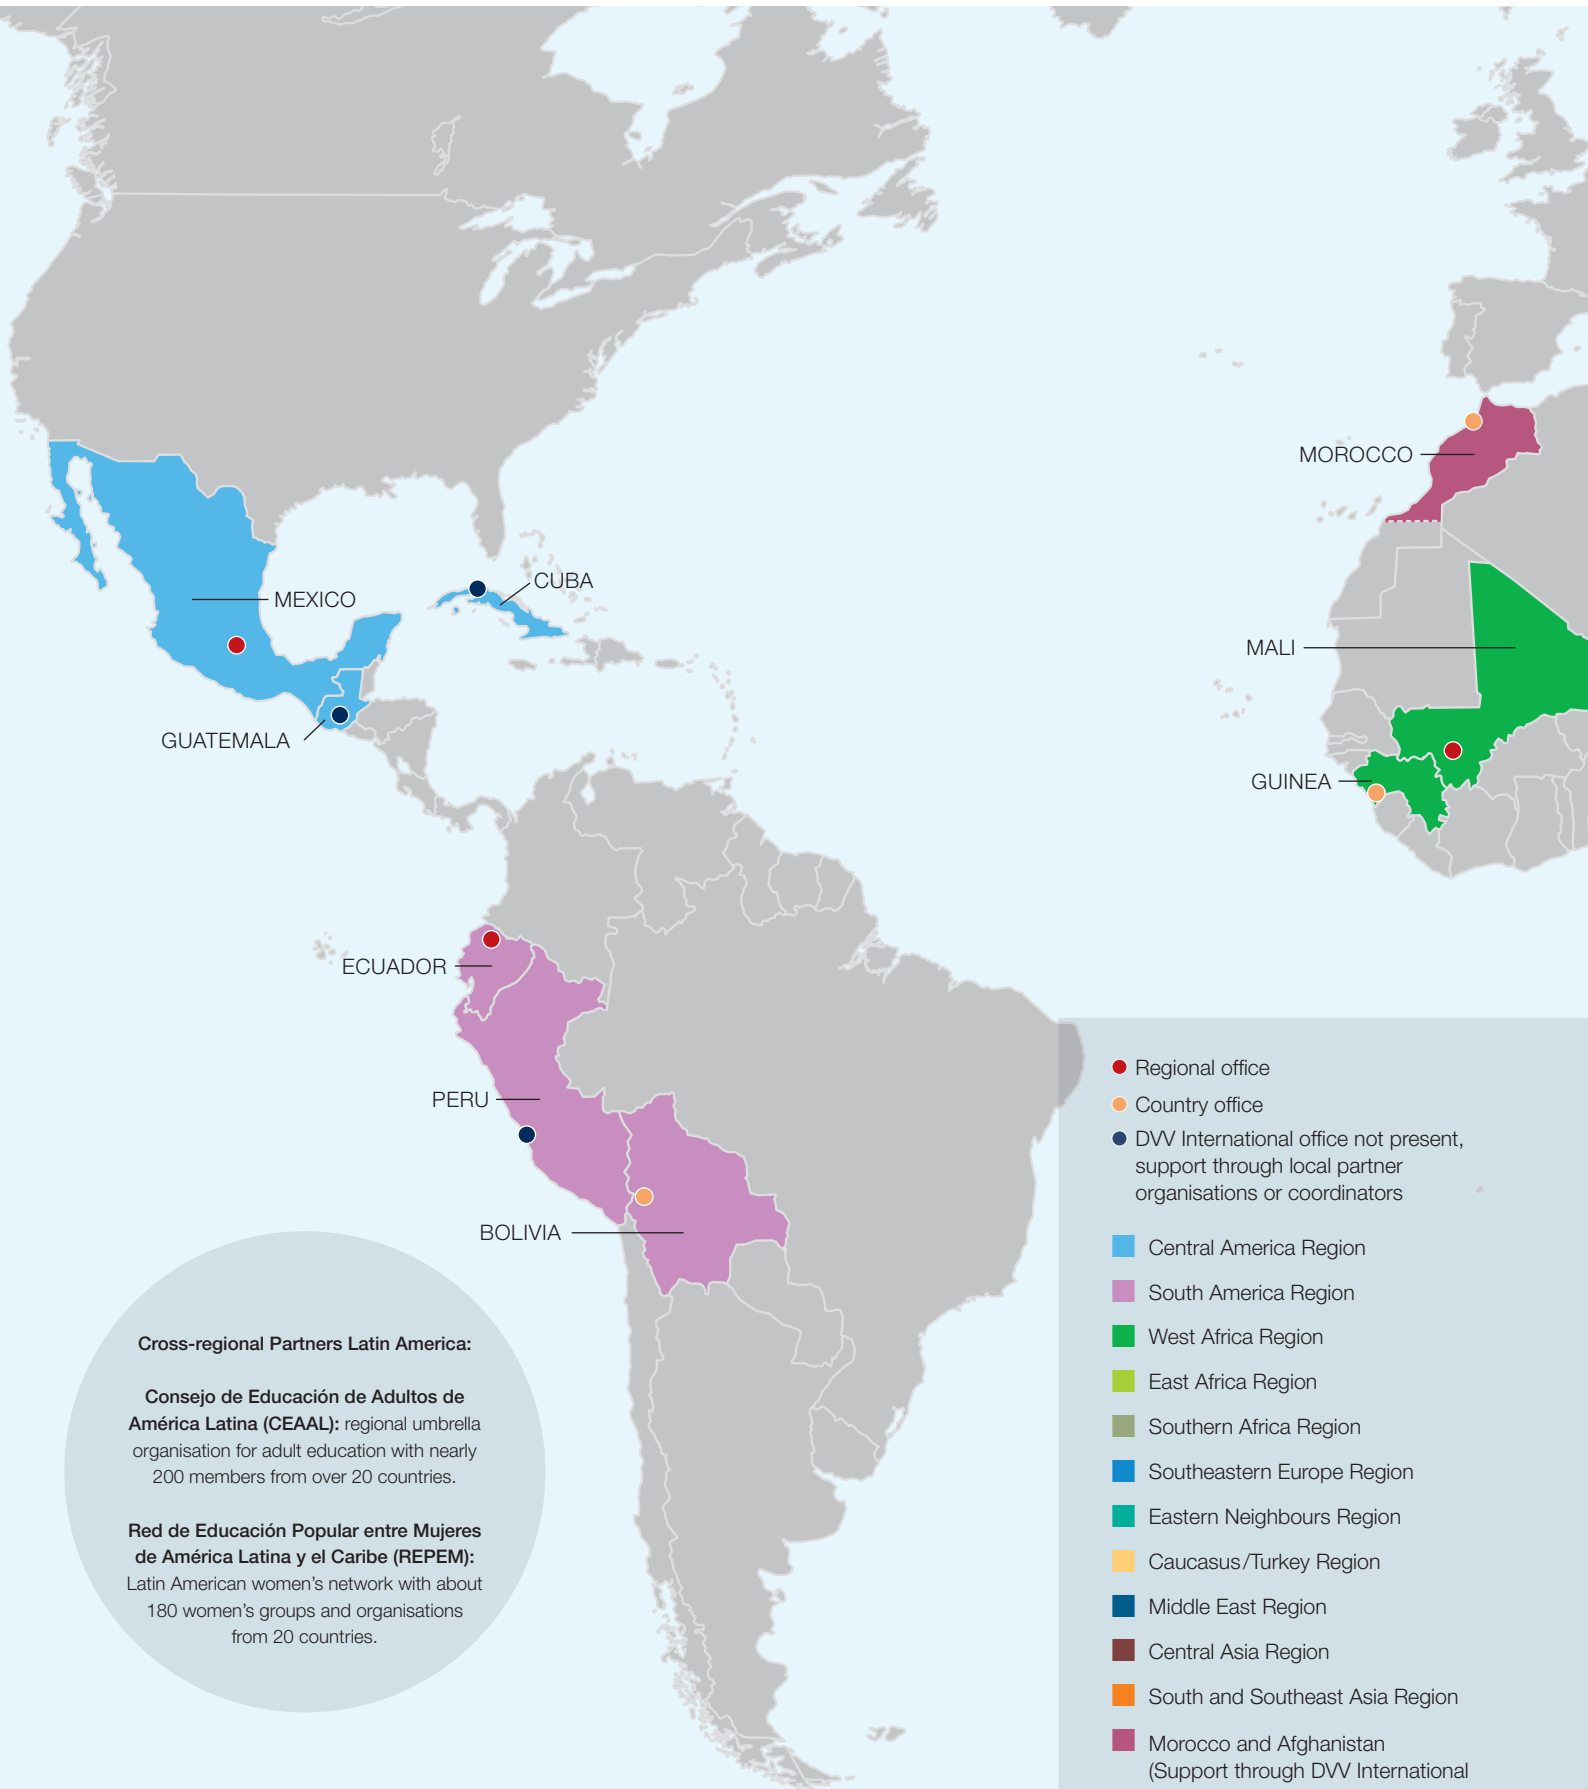 MOROCCO
CUBA
MEXICO
MALI
GUATEMALA
GUINEA
ECUADOR
PERU
BOLIVIA
Regional office
Country office
DVV International office not present,
support through local partner
organisations or coordinators
Central America Region
South America Region
West Africa Region
East Africa Region
Southern Africa Region
Southeastern Europe Region
Eastern Neighbours Region
Caucasus/Turkey Region
Middle East Region
Central Asia Region
South and Southeast Asia Region
Morocco and Afghanistan
(Support through DVV International
Cross-regional Partners Latin America:
Consejo de Educación de Adultos de
América Latina (CEAAL): regional umbrella
organisation for adult education with nearly
200 members from over 20 countries.
Red de Educación Popular entre Mujeres
de América Latina y el Caribe (REPEM):
Latin American women's network with about
180 women's groups and organisations
from 20 countries.